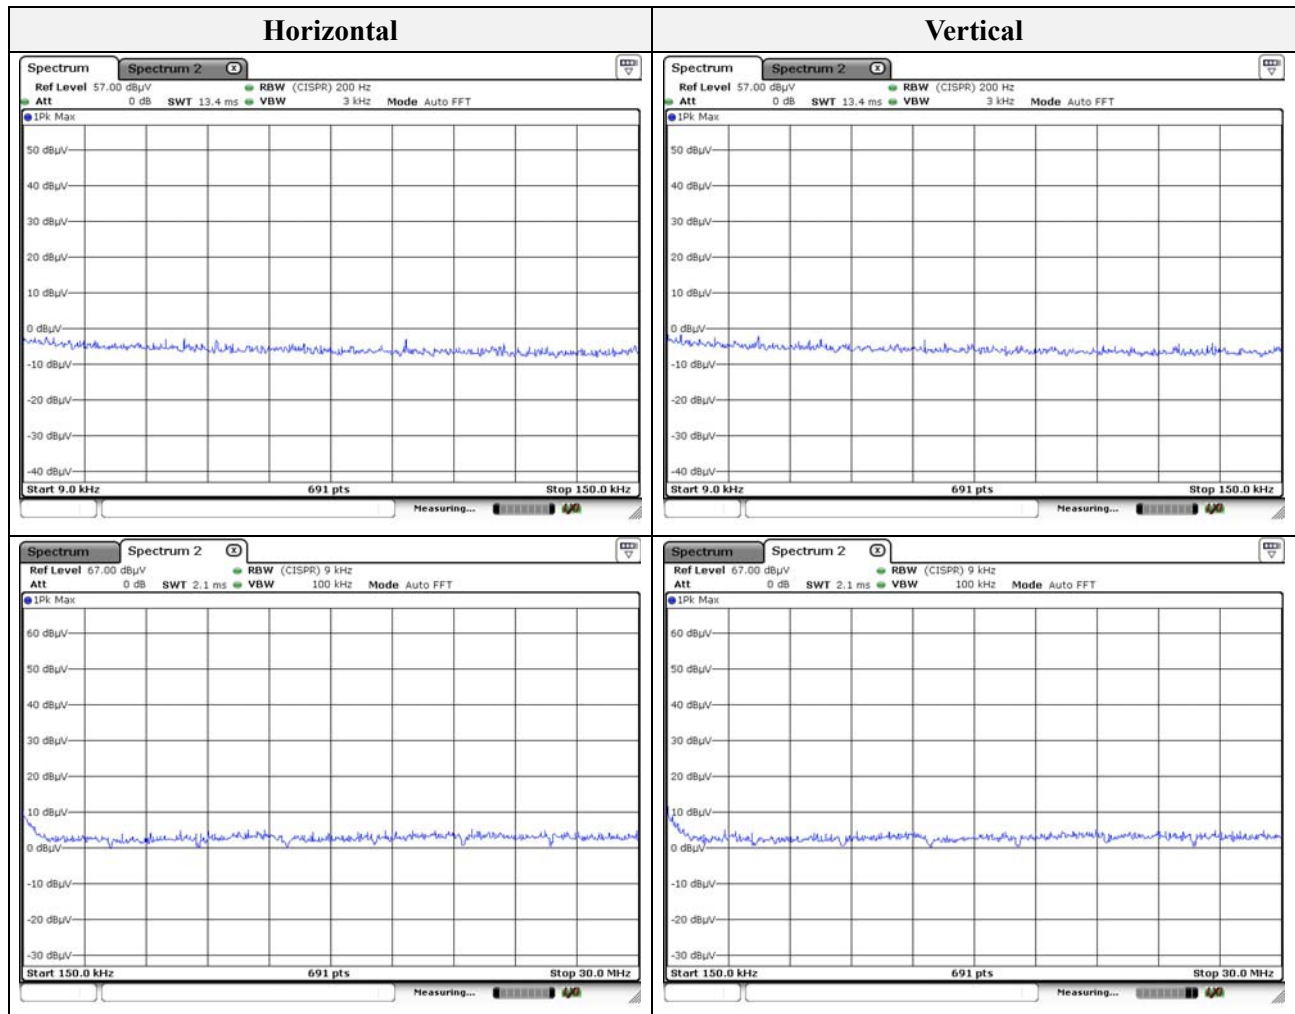 Horizontal
Vertical
Spectrum Spectrum 2 X
Ref Level 57.00 dBµV RBW (CISPR) 200 Hz
Att 0 dB SWT 13.4 ms VBW 3 kHz Mode Auto FFT
1Pk Max
50 dBµV
40 dBµV
30 dBµV
20 dBµV
10 dBµV
0 dBµV
-10 dBµV
-20 dBµV
-30 dBµV
-40 dBµV
Start 9.0 kHz 691 pts Stop 150.0 kHz
Measuring...
Spectrum Spectrum 2 X
Ref Level 57.00 dBµV RBW (CISPR) 200 Hz
Att 0 dB SWT 13.4 ms VBW 3 kHz Mode Auto FFT
1Pk Max
50 dBµV
40 dBµV
30 dBµV
20 dBµV
10 dBµV
0 dBµV
-10 dBµV
-20 dBµV
-30 dBµV
-40 dBµV
Start 9.0 kHz 691 pts Stop 150.0 kHz
Measuring...
Spectrum Spectrum 2 X
Ref Level 67.00 dBµV RBW (CISPR) 9 kHz
Att 0 dB SWT 2.1 ms VBW 100 kHz Mode Auto FFT
1Pk Max
60 dBµV
50 dBµV
40 dBµV
30 dBµV
20 dBµV
10 dBµV
0 dBµV
-10 dBµV
-20 dBµV
-30 dBµV
Start 150.0 kHz 691 pts Stop 30.0 MHz
Measuring...
Spectrum Spectrum 2 X
Ref Level 67.00 dBµV RBW (CISPR) 9 kHz
Att 0 dB SWT 2.1 ms VBW 100 kHz Mode Auto FFT
1Pk Max
60 dBµV
50 dBµV
40 dBµV
30 dBµV
20 dBµV
10 dBµV
0 dBµV
-10 dBµV
-20 dBµV
-30 dBµV
Start 150.0 kHz 691 pts Stop 30.0 MHz
Measuring...